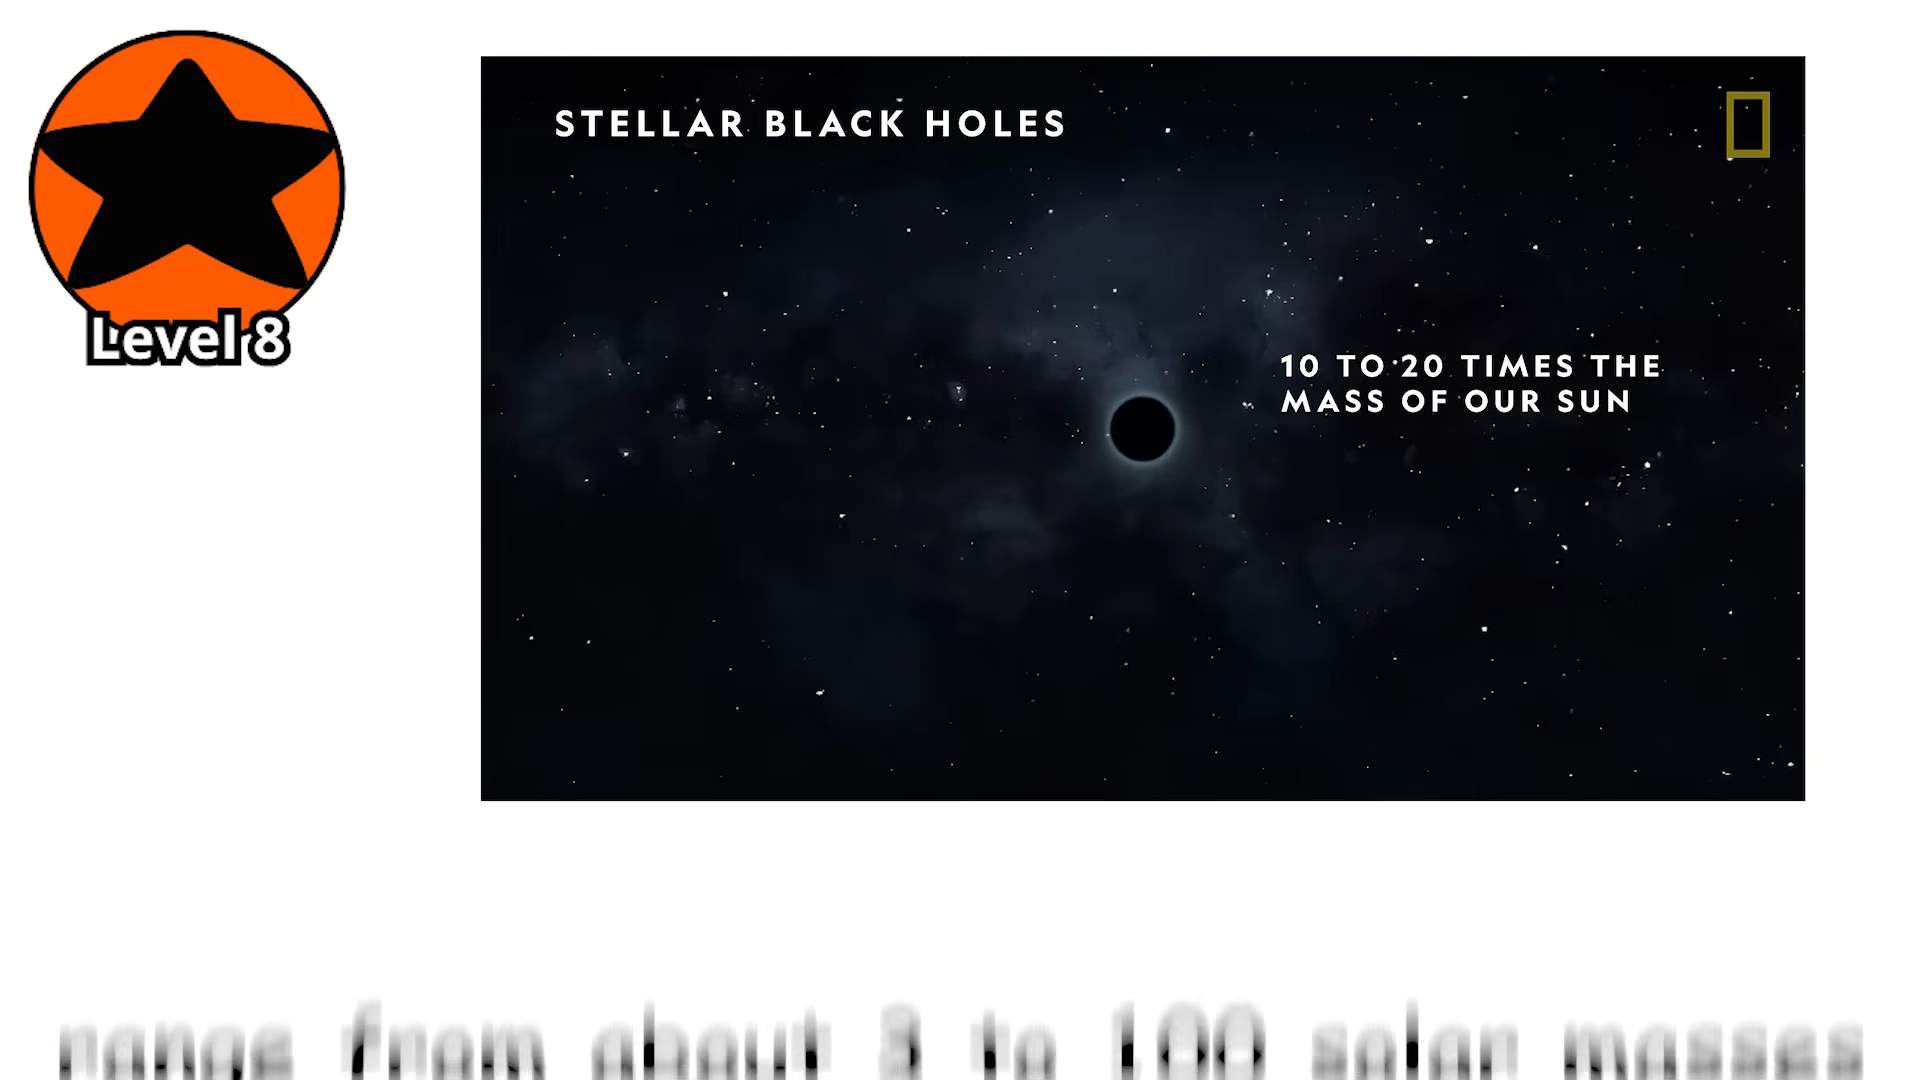 Level 8
STELLAR BLACK HOLES
10 TO 20 TIMES THE
MASS OF OUR SUN
range from about 3 to 100 solar masses